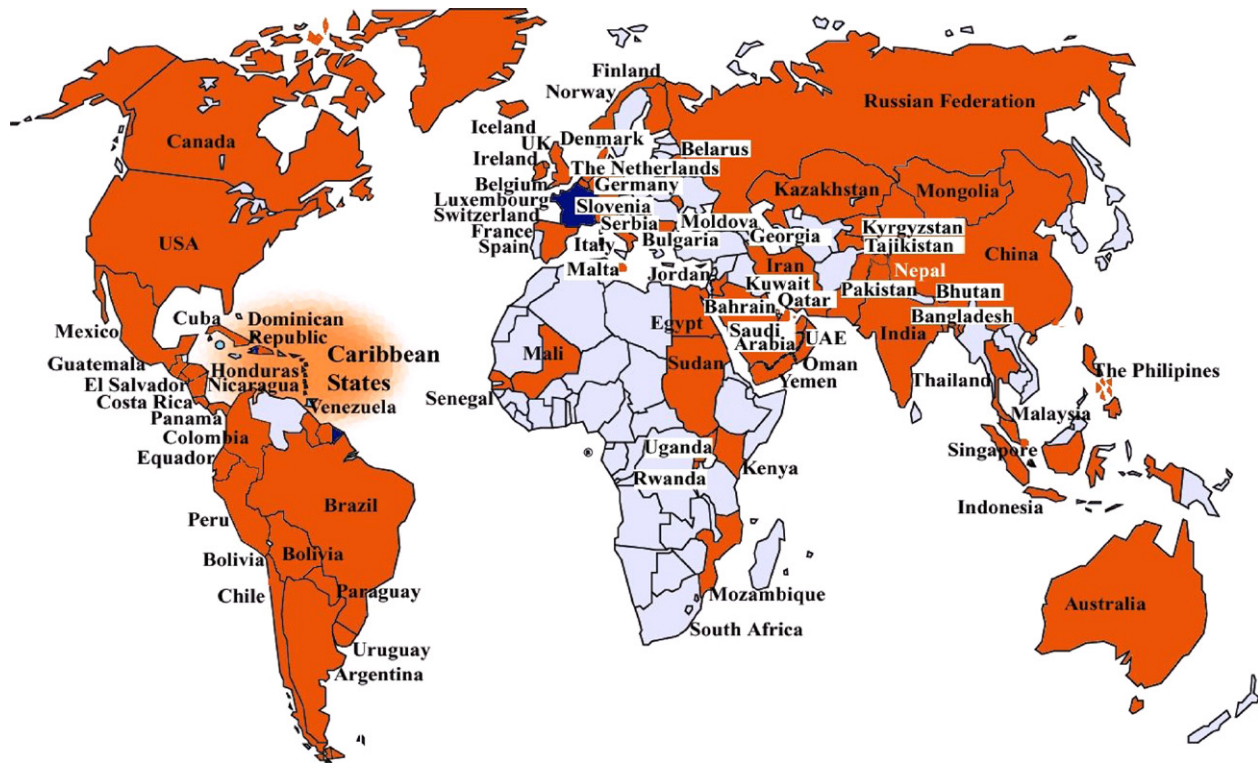 Finland
Norway
Russian Federation
Canada
Iceland
UK
Denmark
Ireland
Belarus
The Netherlands
Belgium
Germany
Kazakhstan
Mongolia
Luxembourg
Slovenia
Switzerland
Serbia
Moldova
France
Kyrgyzstan
USA
Spain
Italy
Bulgaria
Georgia
Tajikistan
China
Malta
Jordan
Iran
Nepal
Kuwait
Pakistan
Bhutan
Bahrain
Qatar
Cuba
Dominican
Republic
Mexico
Egypt
Saudi
Arabia
UAE
India
Bangladesh
Caribbean
States
Mali
Sudan
Oman
Yemen
Guatemala
Honduras
El Salvador
Nicaragua
Thailand
The Philipines
Costa Rica
Venezuela
Senegal
Panama
Malaysia
Colombia
Uganda
Singapore
Equador
Kenya
Rwanda
Brazil
Indonesia
Peru
Bolivia
Bolivia
Chile
Paraguay
Mozambique
Australia
South Africa
Uruguay
Argentina